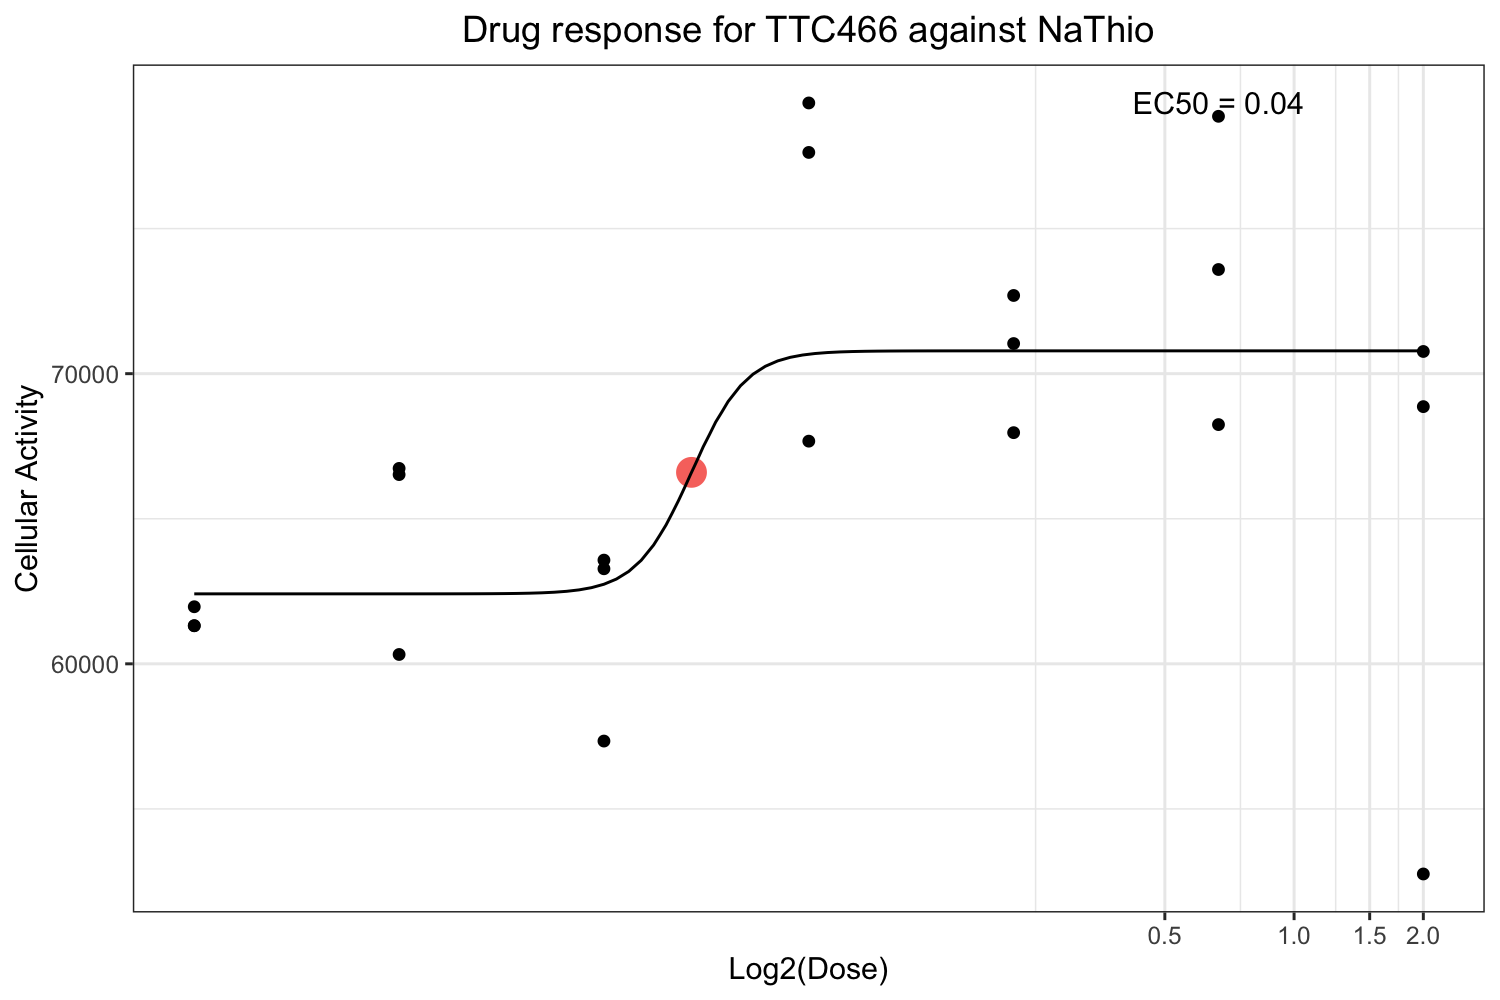 Drug response for TTC466 against NaThio
EC50 = 0.04
Cellular Activity
70000
60000
0.5 1.0 1.5 2.0
Log2(Dose)